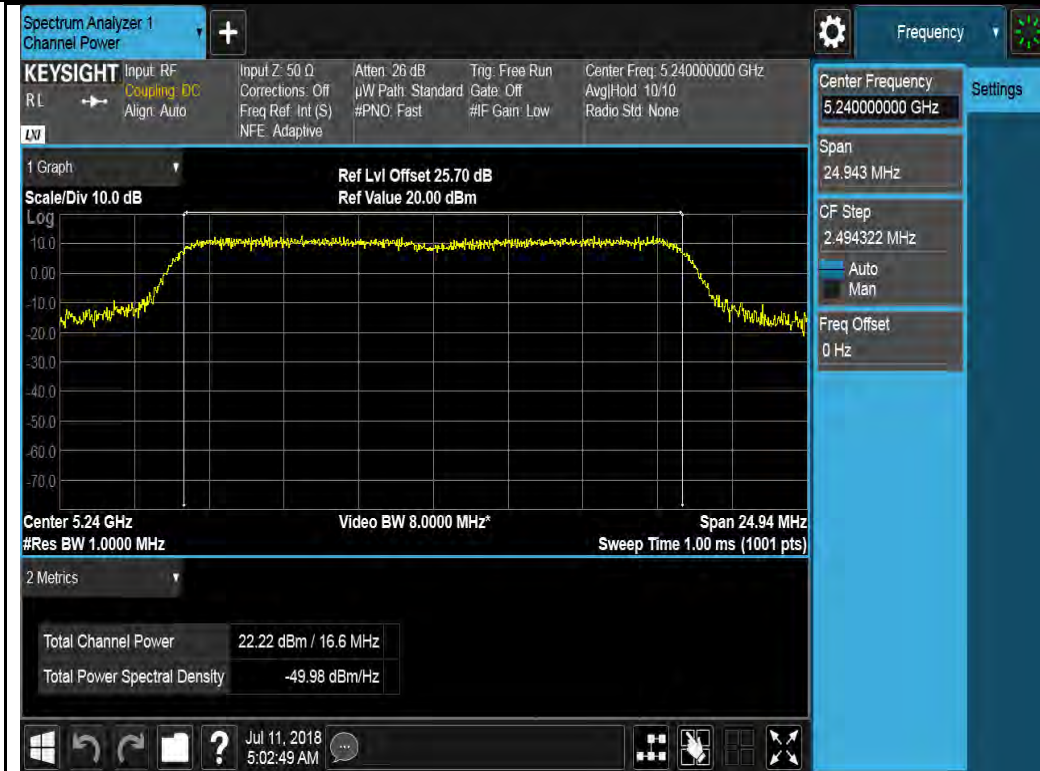 Spectrum Analyzer 1
Channel Power
Frequency
KEYSIGHT
RL
LXI
Input: RF
Coupling: DC
Align: Auto
Input Z: 50 Ω
Corrections: Off
Freq Ref: Int (S)
NFE: Adaptive
Atten: 26 dB
µW Path: Standard
#PNO: Fast
Trig: Free Run
Gate: Off
#IF Gain: Low
Center Freq: 5.240000000 GHz
Avg|Hold: 10/10
Radio Std: None
Center Frequency
5.240000000 GHz
Settings
Span
24.943 MHz
CF Step
2.494322 MHz
Auto
Man
Freq Offset
0 Hz
1 Graph
Scale/Div 10.0 dB
Ref Lvl Offset 25.70 dB
Ref Value 20.00 dBm
Log
10.0
0.00
-10.0
-20.0
-30.0
-40.0
-50.0
-60.0
-70.0
Center 5.24 GHz
Video BW 8.0000 MHz*
Span 24.94 MHz
#Res BW 1.0000 MHz
Sweep Time 1.00 ms (1001 pts)
2 Metrics
Total Channel Power 22.22 dBm / 16.6 MHz
Total Power Spectral Density -49.98 dBm/Hz
?
Jul 11, 2018
5:02:49 AM